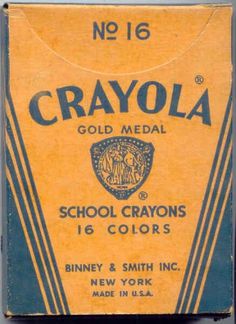 No 16
CRAYOLA®
GOLD MEDAL
®
SCHOOL CRAYONS
16 COLORS
BINNEY & SMITH INC.
NEW YORK
MADE IN U.S.A.